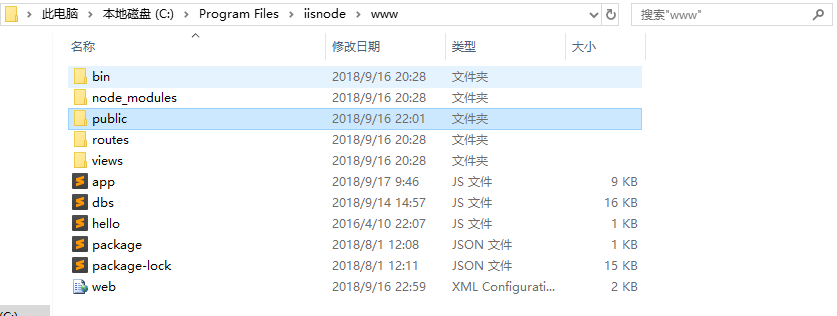 此电脑 > 本地磁盘 (C:) > Program Files > iisnode > www 搜索"www"
名称 修改日期 类型 大小
bin 2018/9/16 20:28 文件夹
node_modules 2018/9/16 20:28 文件夹
public 2018/9/16 22:01 文件夹
routes 2018/9/16 20:28 文件夹
views 2018/9/16 20:28 文件夹
app 2018/9/17 9:46 JS 文件 9 KB
dbs 2018/9/14 14:57 JS 文件 16 KB
hello 2016/4/10 22:07 JS 文件 1 KB
package 2018/8/1 12:08 JSON 文件 1 KB
package-lock 2018/8/1 12:11 JSON 文件 15 KB
web 2018/9/16 22:59 XML Configurati... 2 KB